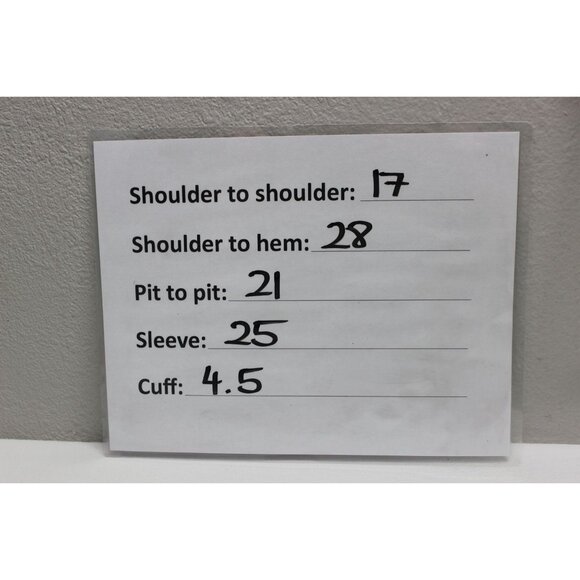 Shoulder to shoulder: 17
Shoulder to hem: 28
Pit to pit: 21
Sleeve: 25
Cuff: 4.5